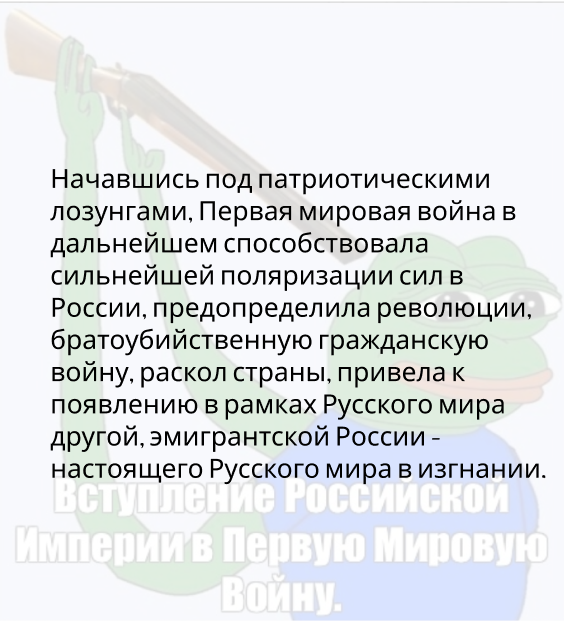 Начавшись под патриотическими
лозунгами, Первая мировая война в
дальнейшем способствовала
сильнейшей поляризации сил в
России, предопределила революции,
братоубийственную гражданскую
войну, раскол страны, привела к
появлению в рамках Русского мира
другой, эмигрантской России -
настоящего Русского мира в изгнании.
Вступление Российской
Империи в Первую Мировую
Войну.